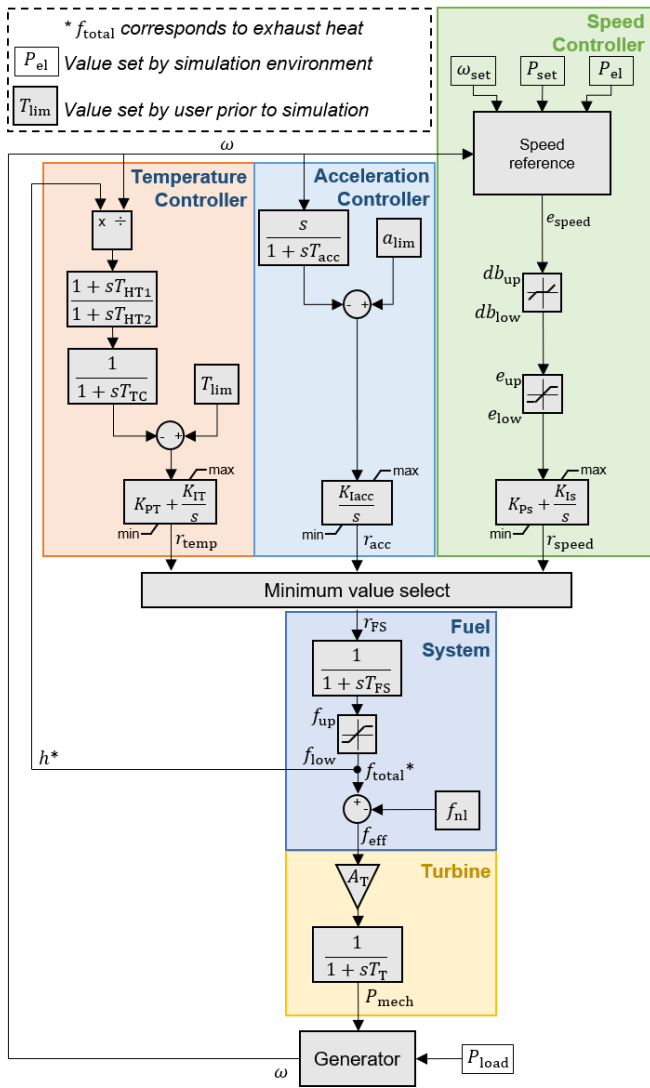 * f_total corresponds to exhaust heat
P_el Value set by simulation environment
T_lim Value set by user prior to simulation
Speed
Controller
ω_set P_set P_el
Speed
reference
ω
e_speed
db_up
db_low
e_up
e_low
K_Ps + K_Is/s
max
min
r_speed
Temperature
Controller
x ÷
1 + sT_HT1
1 + sT_HT2
1
1 + sT_TC
T_lim
- +
K_PT + K_IT/s
max
min
r_temp
Acceleration
Controller
s
1 + sT_acc
a_lim
- +
K_Iacc
s
max
min
r_acc
Minimum value select
r_FS
Fuel
System
1
1 + sT_FS
f_up
f_low
h*
f_total*
+ -
f_nl
f_eff
Turbine
A_T
1
1 + sT_T
P_mech
Generator
P_load
ω